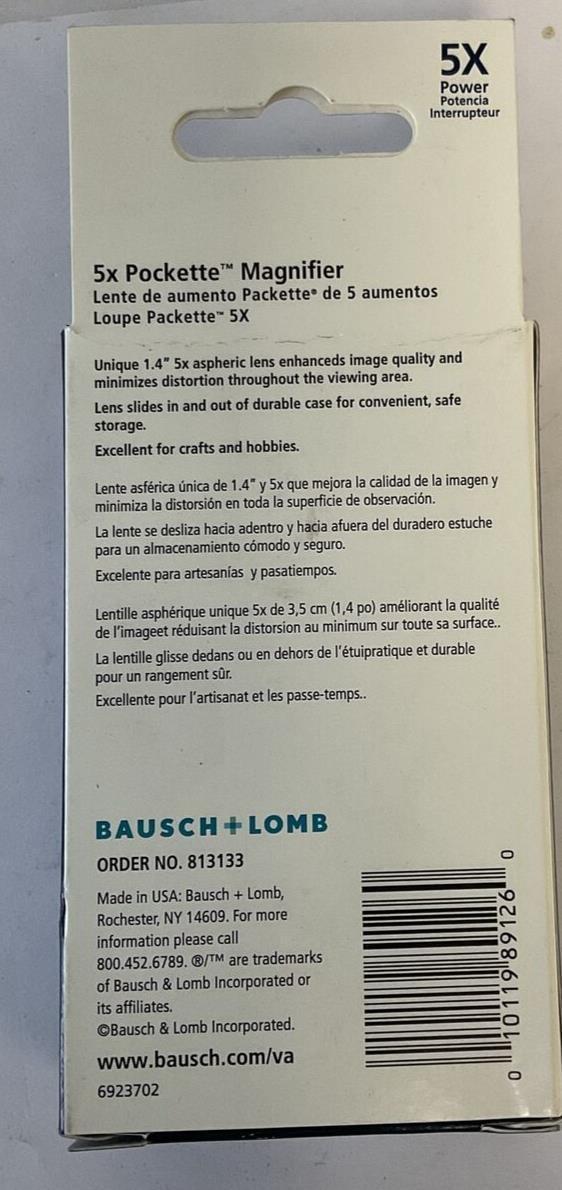 5X
Power
Potencia
Interrupteur
5x Pockette™ Magnifier
Lente de aumento Packette® de 5 aumentos
Loupe Packette™ 5X
Unique 1.4" 5x aspheric lens enhanceds image quality and
minimizes distortion throughout the viewing area.
Lens slides in and out of durable case for convenient, safe
storage.
Excellent for crafts and hobbies.
Lente asférica única de 1.4" y 5x que mejora la calidad de la imagen y
minimiza la distorsión en toda la superficie de observación.
La lente se desliza hacia adentro y hacia afuera del duradero estuche
para un almacenamiento cómodo y seguro.
Excelente para artesanías y pasatiempos.
Lentille asphérique unique 5x de 3,5 cm (1,4 po) améliorant la qualité
de l'imageet réduisant la distorsion au minimum sur toute sa surface..
La lentille glisse dedans ou en dehors de l'étuipratique et durable
pour un rangement sûr.
Excellente pour l'artisanat et les passe-temps..
BAUSCH + LOMB
ORDER NO. 813133
Made in USA: Bausch + Lomb,
Rochester, NY 14609. For more
information please call
800.452.6789. ®/™ are trademarks
of Bausch & Lomb Incorporated or
its affiliates.
©Bausch & Lomb Incorporated.
www.bausch.com/va
6923702
0 10119 89126 0